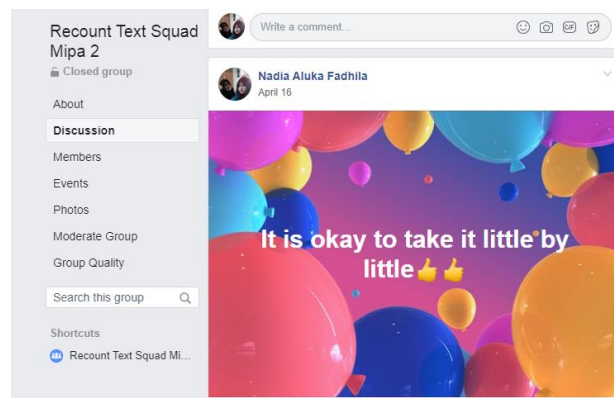 Recount Text Squad
Mipa 2
Closed group
About
Discussion
Members
Events
Photos
Moderate Group
Group Quality
Search this group
Shortcuts
Recount Text Squad Mi...
Write a comment...
GIF
Nadia Aluka Fadhila
April 16
It is okay to take it little by
little👍👍